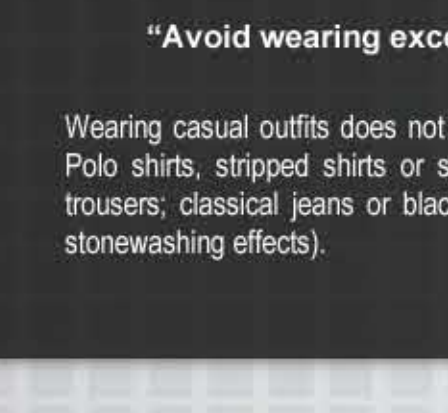 “Avoid wearing exc
Wearing casual outfits does not
Polo shirts, stripped shirts or s
trousers; classical jeans or blac
stonewashing effects).